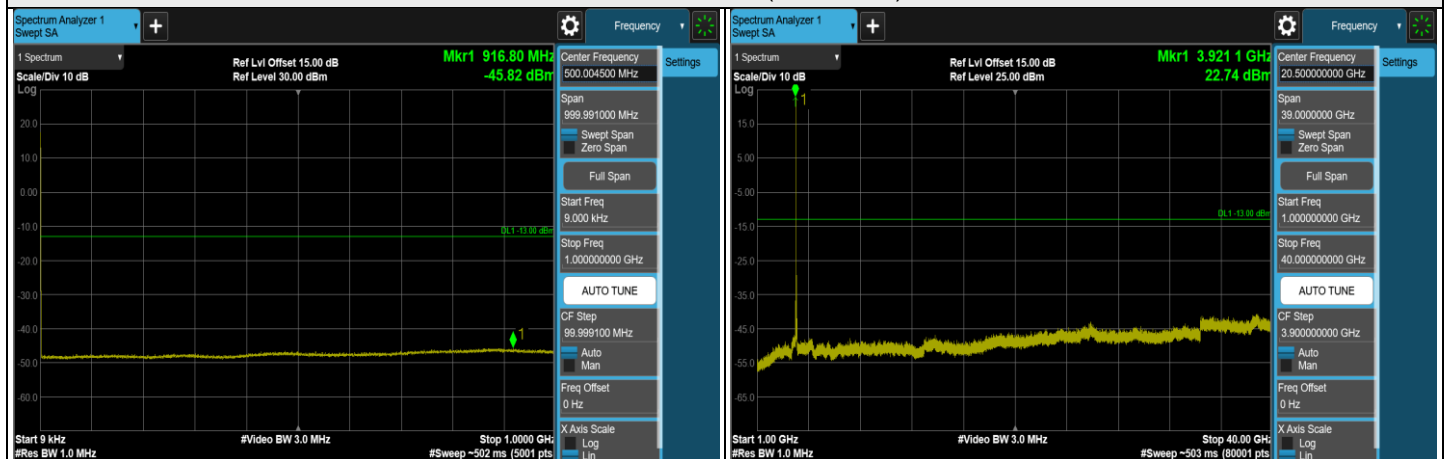 Spectrum Analyzer 1
Swept SA
+
Frequency
1 Spectrum
Ref Lvl Offset 15.00 dB
Mkr1 916.80 MHz
Scale/Div 10 dB
Ref Level 30.00 dBm
-45.82 dBm
Log
1
20.0
10.0
0.00
-10.0
DL1 -13.00 dBm
-20.0
-30.0
-40.0
-50.0
-60.0
Start 9 kHz
#Video BW 3.0 MHz
Stop 1.0000 GHz
#Res BW 1.0 MHz
#Sweep ~502 ms (5001 pts
Center Frequency
500.004500 MHz
Settings
Span
999.991000 MHz
Swept Span
Zero Span
Full Span
Start Freq
9.000 kHz
Stop Freq
1.000000000 GHz
AUTO TUNE
CF Step
99.999100 MHz
Auto
Man
Freq Offset
0 Hz
X Axis Scale
Log
Lin
Spectrum Analyzer 1
Swept SA
+
Frequency
1 Spectrum
Ref Lvl Offset 15.00 dB
Mkr1 3.921 1 GHz
Scale/Div 10 dB
Ref Level 25.00 dBm
22.74 dBm
Log
1
15.0
5.00
-5.00
-15.0
DL1 -13.00 dBm
-25.0
-35.0
-45.0
-55.0
-65.0
Start 1.00 GHz
#Video BW 3.0 MHz
Stop 40.00 GHz
#Res BW 1.0 MHz
#Sweep ~503 ms (80001 pts
Center Frequency
20.500000000 GHz
Settings
Span
39.0000000 GHz
Swept Span
Zero Span
Full Span
Start Freq
1.000000000 GHz
Stop Freq
40.000000000 GHz
AUTO TUNE
CF Step
3.900000000 GHz
Auto
Man
Freq Offset
0 Hz
X Axis Scale
Log
Lin